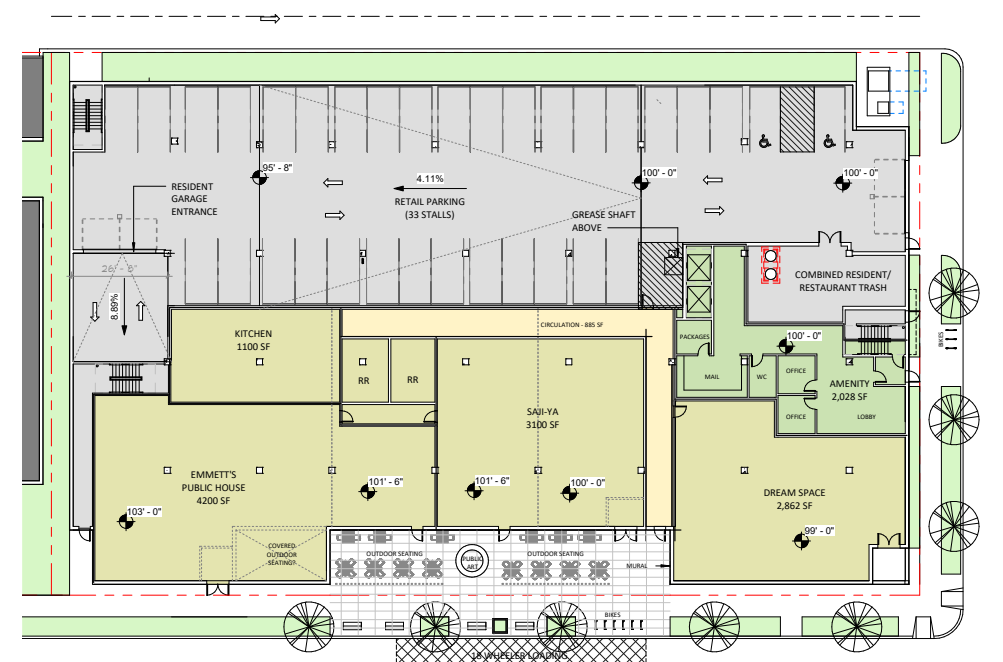 95' - 8"
4.11%
100' - 0"
100' - 0"
RESIDENT
GARAGE
ENTRANCE
RETAIL PARKING
(33 STALLS)
GREASE SHAFT
ABOVE
COMBINED RESIDENT/
RESTAURANT TRASH
8.89%
KITCHEN
1100 SF
CIRCULATION - 885 SF
PACKAGES
100' - 0"
BIKES
RR
RR
MAIL
WC
OFFICE
AMENITY
2,028 SF
OFFICE
LOBBY
SAJI-YA
3100 SF
EMMETT'S
PUBLIC HOUSE
4200 SF
101' - 6"
101' - 6"
100' - 0"
DREAM SPACE
2,862 SF
103' - 0"
99' - 0"
COVERED
OUTDOOR
SEATING?
OUTDOOR SEATING
PUBLIC
ART
OUTDOOR SEATING
MURAL
BIKES
18 WHEELER LOADING